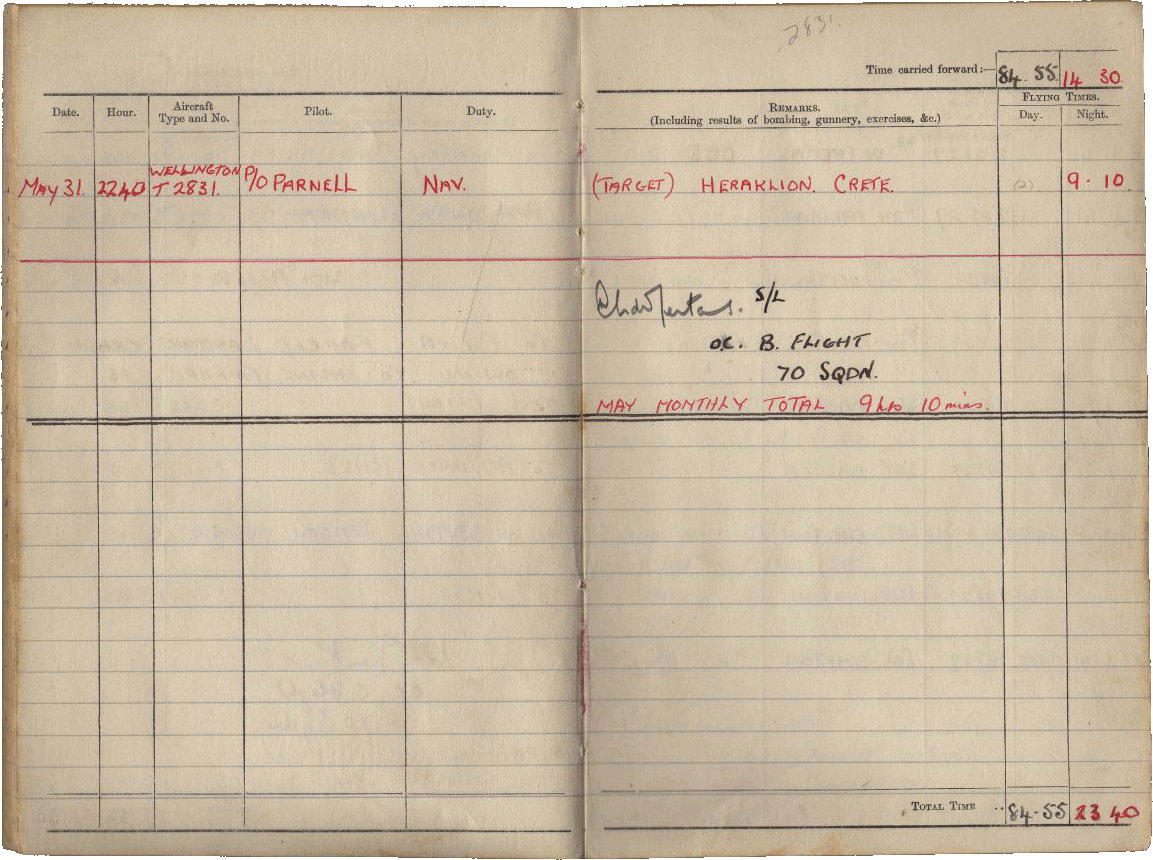 2831.
Time carried forward:— 84.55 14 30
Date. Hour. Aircraft Type and No. Pilot. Duty. REMARKS. (Including results of bombing, gunnery, exercises, &c.) FLYING TIMES. Day. Night.
MAY 31. 2240 WELLINGTON T 2831. P/O PARNELL NAV. (TARGET) HERAKLION. CRETE. (2) 9.10
S/L
O.C. B. FLIGHT
70 SQDN.
MAY MONTHLY TOTAL 9 hrs 10 mins.
TOTAL TIME .. 84.55 23 40